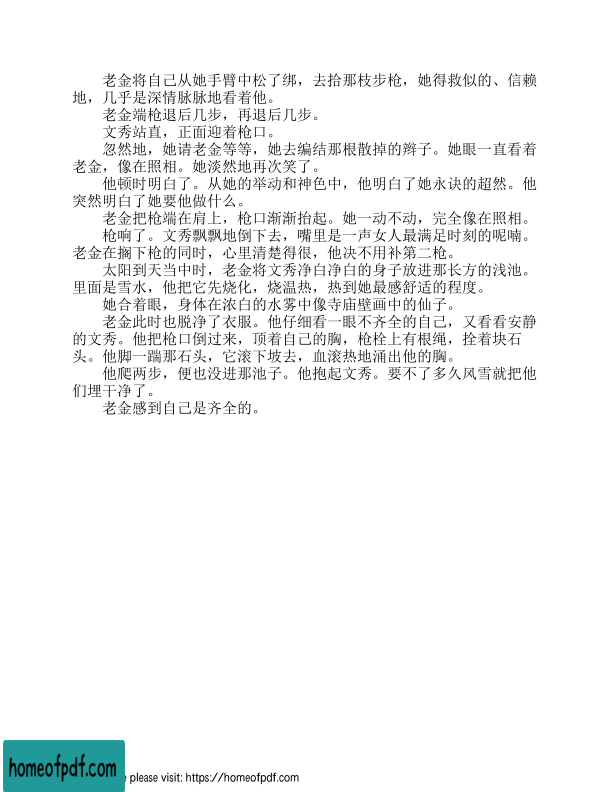 老金将自己从她手臂中松了绑，去拾那枝步枪，她得救似的、信赖
地，几乎是深情脉脉地看着他。
老金端枪退后几步，再退后几步。
文秀站直，正面迎着枪口。
忽然地，她请老金等等，她去编结那根散掉的辫子。她眼一直看着
老金，像在照相。她淡然地再次笑了。
他顿时明白了。从她的举动和神色中，他明白了她永诀的超然。他
突然明白了她要他做什么。
老金把枪端在肩上，枪口渐渐抬起。她一动不动，完全像在照相。
枪响了。文秀飘飘地倒下去，嘴里是一声女人最满足时刻的呢喃。
老金在搁下枪的同时，心里清楚得很，他决不用补第二枪。
太阳到天当中时，老金将文秀净白净白的身子放进那长方的浅池。
里面是雪水，他把它先烧化，烧温热，热到她最感舒适的程度。
她合着眼，身体在浓白的水雾中像寺庙壁画中的仙子。
老金此时也脱净了衣服。他仔细看一眼不齐全的自己，又看看安静
的文秀。他把枪口倒过来，顶着自己的胸，枪栓上有根绳，拴着块石
头。他脚一踹那石头，它滚下坡去，血滚热地涌出他的胸。
他爬两步，便也没进那池子。他抱起文秀。要不了多久风雪就把他
们埋干净了。
老金感到自己是齐全的。
homeofpdf.com
please visit: https://homeofpdf.com